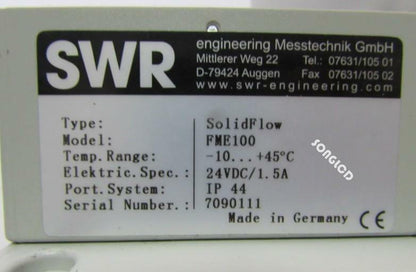 SWR
engineering Messtechnik GmbH
Mittlerer Weg 22 Tel.: 07631/105 01
D-79424 Auggen Fax 07631/105 02
www.swr-engineering.com
Type: SolidFlow
Model: FME100
Temp.Range: -10...+45°C
Elektric.Spec.: 24VDC/1.5A
Port.System: IP 44
Serial Number.: 7090111
Made in Germany CE
SONGLCD